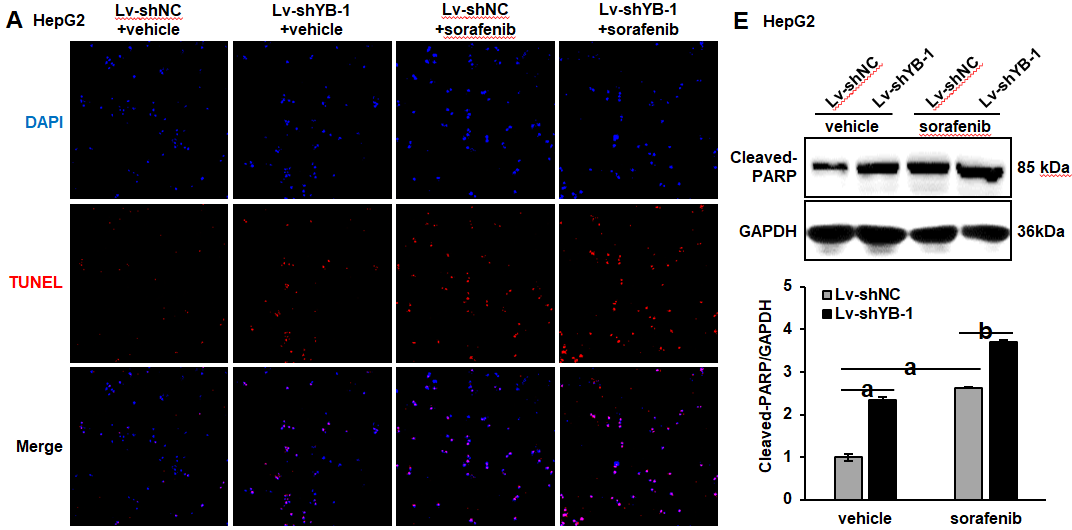 A HepG2
Lv-shNC
+vehicle
Lv-shYB-1
+vehicle
Lv-shNC
+sorafenib
Lv-shYB-1
+sorafenib
DAPI
TUNEL
Merge
E HepG2
Lv-shNC
Lv-shYB-1
Lv-shNC
Lv-shYB-1
vehicle
sorafenib
Cleaved-
PARP
85 kDa
GAPDH
36kDa
Cleaved-PARP/GAPDH
5
4
3
2
1
0
Lv-shNC
Lv-shYB-1
a
a
b
vehicle
sorafenib